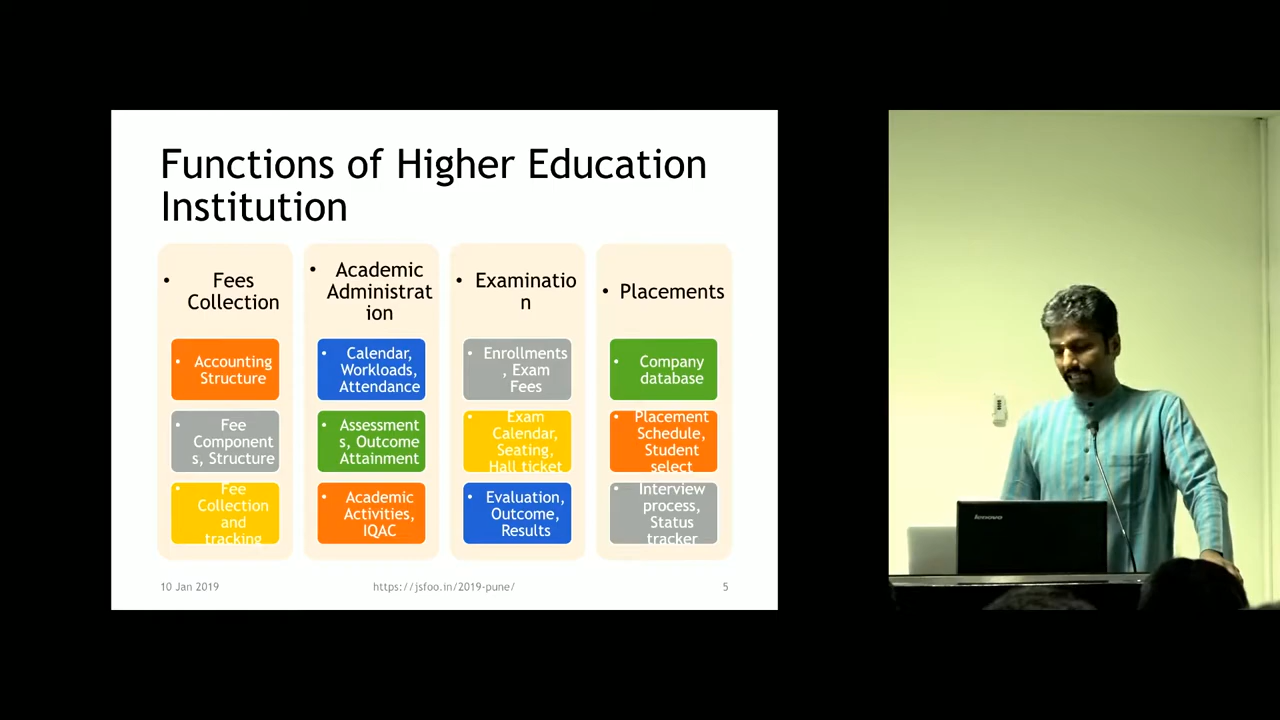 Functions of Higher Education
Institution
• Fees
Collection
• Accounting
Structure
• Fee
Component
s, Structure
• Fee
Collection
and
tracking
• Academic
Administrat
ion
• Calendar,
Workloads,
Attendance
• Assessment
s, Outcome
Attainment
• Academic
Activities,
IQAC
• Examinatio
n
• Enrollments
, Exam
Fees
• Exam
Calendar,
Seating,
Hall ticket
• Evaluation,
Outcome,
Results
• Placements
• Company
database
• Placement
Schedule,
Student
select
• Interview
process,
Status
tracker
10 Jan 2019
https://jsfoo.in/2019-pune/
5
lenovo